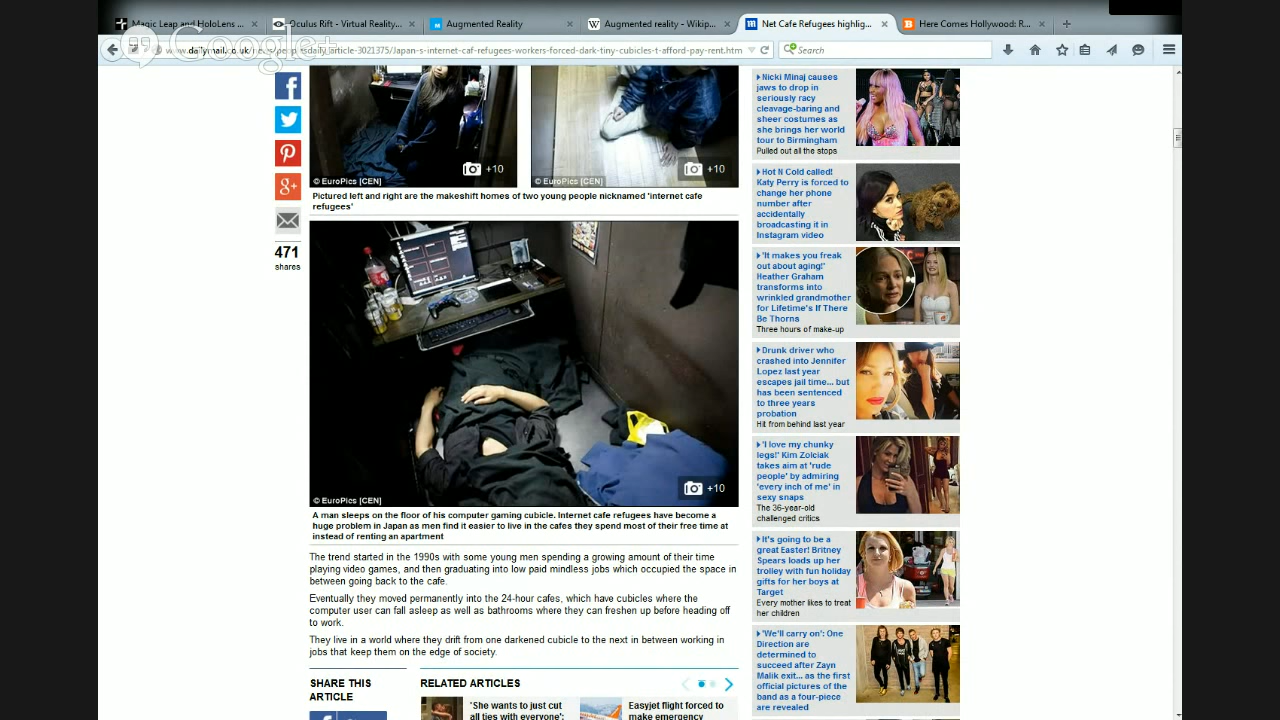 Magic Leap and HoloLens ...
Oculus Rift - Virtual Reality...
Augmented Reality
Augmented reality - Wikip...
Net Cafe Refugees highlig...
Here Comes Hollywood: R...
Google+
Search
+10
+10
© EuroPics [CEN]
© EuroPics [CEN]
Pictured left and right are the makeshift homes of two young people nicknamed 'internet cafe
refugees'
471
shares
+10
© EuroPics [CEN]
A man sleeps on the floor of his computer gaming cubicle. Internet cafe refugees have become a
huge problem in Japan as men find it easier to live in the cafes they spend most of their free time at
instead of renting an apartment
The trend started in the 1990s with some young men spending a growing amount of their time
playing video games, and then graduating into low paid mindless jobs which occupied the space in
between going back to the cafe.
Eventually they moved permanently into the 24-hour cafes, which have cubicles where the
computer user can fall asleep as well as bathrooms where they can freshen up before heading off
to work.
They live in a world where they drift from one darkened cubicle to the next in between working in
jobs that keep them on the edge of society.
SHARE THIS
ARTICLE
RELATED ARTICLES
'She wants to just cut
all ties with everyone':
Easyjet flight forced to
make emergency
Nicki Minaj causes
jaws to drop in
seriously racy
cleavage-baring and
sheer costumes as
she brings her world
tour to Birmingham
Pulled out all the stops
Hot N Cold called!
Katy Perry is forced to
change her phone
number after
accidentally
broadcasting it in
Instagram video
'It makes you freak
out about aging!'
Heather Graham
transforms into
wrinkled grandmother
for Lifetime's If There
Be Thorns
Three hours of make-up
Drunk driver who
crashed into Jennifer
Lopez last year
escapes jail time... but
has been sentenced
to three years
probation
Hit from behind last year
'I love my chunky
legs!' Kim Zolciak
takes aim at 'rude
people' by admiring
'every inch of me' in
sexy snaps
The 36-year-old
challenged critics
It's going to be a
great Easter! Britney
Spears loads up her
trolley with fun holiday
gifts for her boys at
Target
Every mother likes to treat
her children
'We'll carry on': One
Direction are
determined to
succeed after Zayn
Malik exit... as the first
official pictures of the
band as a four-piece
are revealed